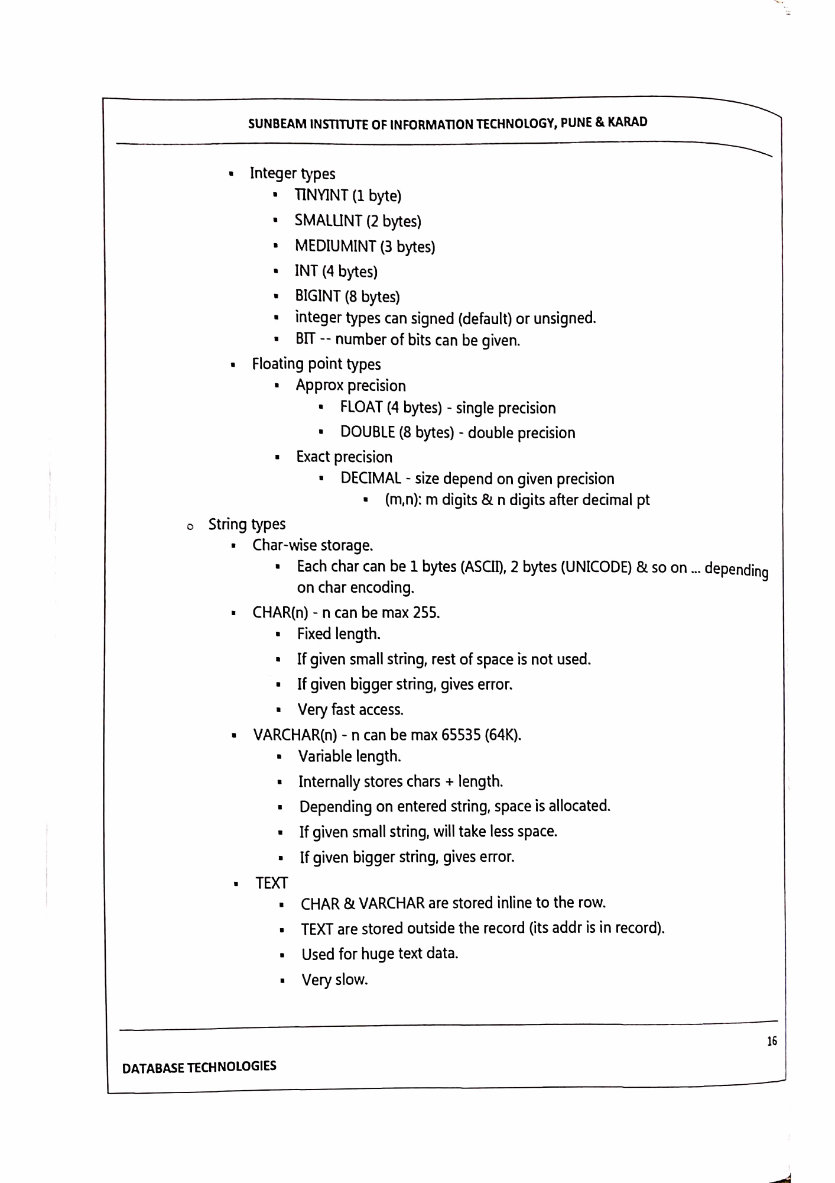 SUNBEAM INSTITUTE OF INFORMATION TECHNOLOGY, PUNE & KARAD
▪ Integer types
▪ TINYINT (1 byte)
▪ SMALLINT (2 bytes)
▪ MEDIUMINT (3 bytes)
▪ INT (4 bytes)
▪ BIGINT (8 bytes)
▪ integer types can signed (default) or unsigned.
▪ BIT -- number of bits can be given.
▪ Floating point types
▪ Approx precision
▪ FLOAT (4 bytes) - single precision
▪ DOUBLE (8 bytes) - double precision
▪ Exact precision
▪ DECIMAL - size depend on given precision
▪ (m,n): m digits & n digits after decimal pt
o String types
▪ Char-wise storage.
▪ Each char can be 1 bytes (ASCII), 2 bytes (UNICODE) & so on ... depending
on char encoding.
▪ CHAR(n) - n can be max 255.
▪ Fixed length.
▪ If given small string, rest of space is not used.
▪ If given bigger string, gives error.
▪ Very fast access.
▪ VARCHAR(n) - n can be max 65535 (64K).
▪ Variable length.
▪ Internally stores chars + length.
▪ Depending on entered string, space is allocated.
▪ If given small string, will take less space.
▪ If given bigger string, gives error.
▪ TEXT
▪ CHAR & VARCHAR are stored inline to the row.
▪ TEXT are stored outside the record (its addr is in record).
▪ Used for huge text data.
▪ Very slow.
16
DATABASE TECHNOLOGIES